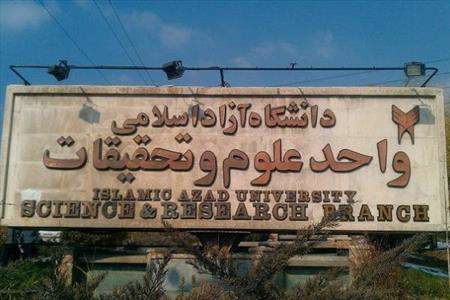 دانشگاه آزاد اسلامی
واحد علوم و تحقیقات
ISLAMIC AZAD UNIVERSITY
SCIENCE & RESEARCH BRANCH